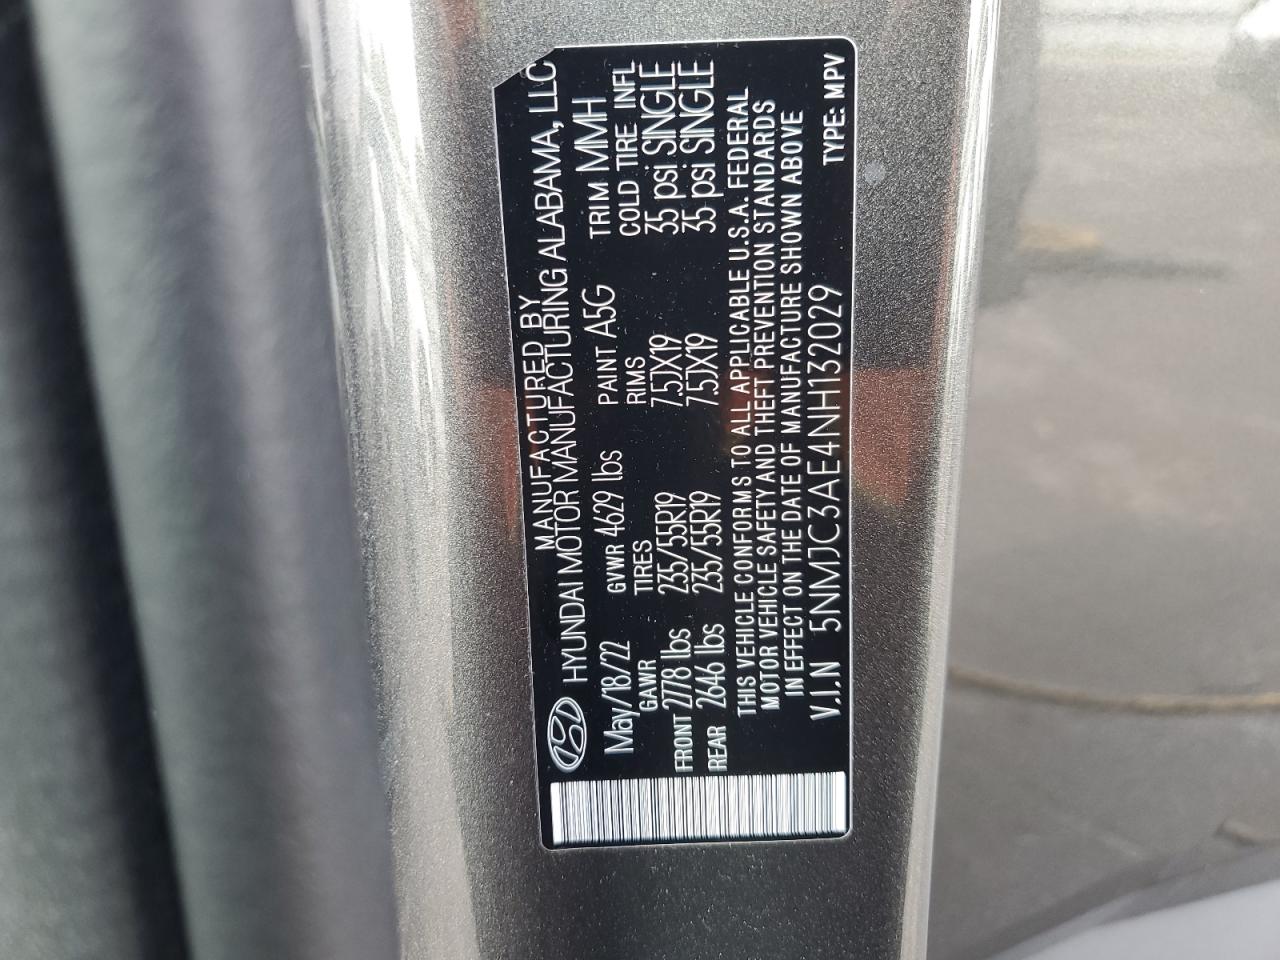 MANUFACTURED BY
HYUNDAI MOTOR MANUFACTURING ALABAMA, LLC
May/18/22 GVWR 4629 lbs PAINT A5G TRIM MMH
GAWR TIRES RIMS COLD TIRE INFL
FRONT 2778 lbs 235/55R19 7.5JX19 35 psi SINGLE
REAR 2646 lbs 235/55R19 7.5JX19 35 psi SINGLE
THIS VEHICLE CONFORMS TO ALL APPLICABLE U.S.A. FEDERAL
MOTOR VEHICLE SAFETY AND THEFT PREVENTION STANDARDS
IN EFFECT ON THE DATE OF MANUFACTURE SHOWN ABOVE
V.I.N 5NMJC3AE4NH132029 TYPE: MPV